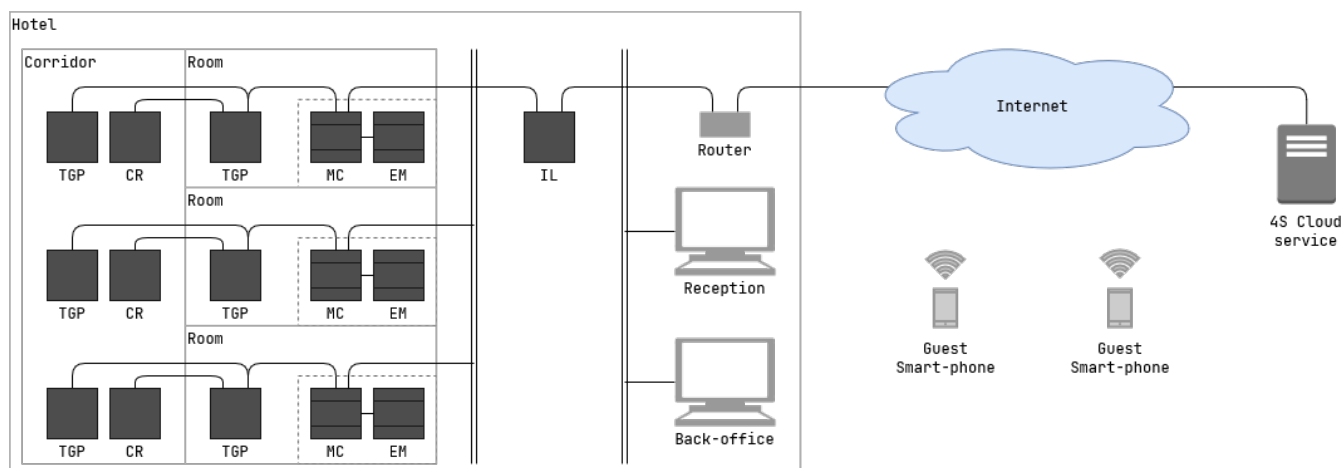 Hotel
Corridor
Room
TGP
CR
TGP
MC
EM
IL
Router
Internet
4S Cloud
service
Room
TGP
CR
TGP
MC
EM
Reception
Guest
Smart-phone
Guest
Smart-phone
Room
TGP
CR
TGP
MC
EM
Back-office